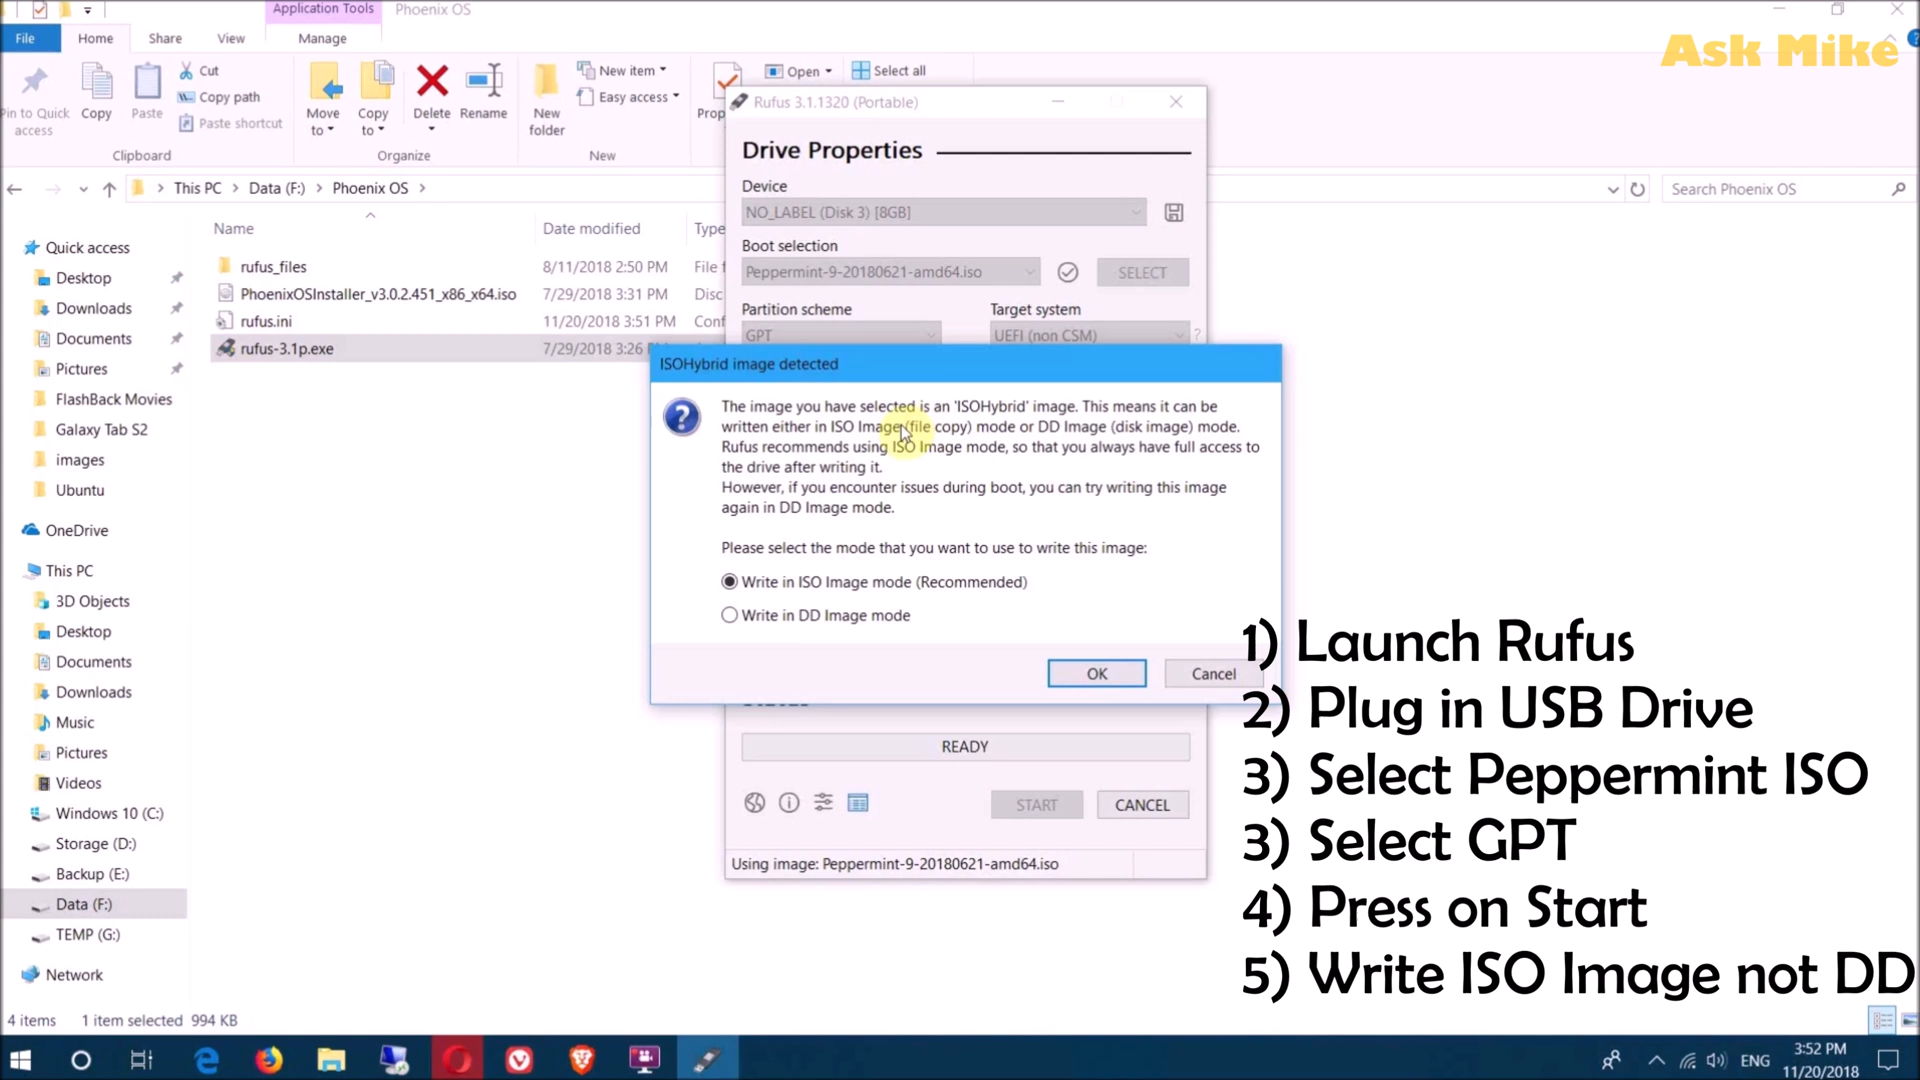 Application Tools
Phoenix OS
File
Home
Share
View
Manage
Ask Mike
Pin to Quick access
Copy
Paste
Cut
Copy path
Paste shortcut
Clipboard
Move to
Copy to
Delete
Rename
Organize
New folder
New item
Easy access
New
Prop
Open
Select all
This PC
Data (F:)
Phoenix OS
Search Phoenix OS
Name
Date modified
Type
rufus_files
8/11/2018 2:50 PM
File f
PhoenixOSInstaller_v3.0.2.451_x86_x64.iso
7/29/2018 3:31 PM
Disc
rufus.ini
11/20/2018 3:51 PM
Conf
rufus-3.1p.exe
7/29/2018 3:26
Quick access
Desktop
Downloads
Documents
Pictures
FlashBack Movies
Galaxy Tab S2
images
Ubuntu
OneDrive
This PC
3D Objects
Desktop
Documents
Downloads
Music
Pictures
Videos
Windows 10 (C:)
Storage (D:)
Backup (E:)
Data (F:)
TEMP (G:)
Network
4 items
1 item selected 994 KB
Rufus 3.1.1320 (Portable)
Drive Properties
Device
NO_LABEL (Disk 3) [8GB]
Boot selection
Peppermint-9-20180621-amd64.iso
SELECT
Partition scheme
Target system
GPT
UEFI (non CSM)
?
ISOHybrid image detected
The image you have selected is an 'ISOHybrid' image. This means it can be
written either in ISO Image (file copy) mode or DD Image (disk image) mode.
Rufus recommends using ISO Image mode, so that you always have full access to
the drive after writing it.
However, if you encounter issues during boot, you can try writing this image
again in DD Image mode.
Please select the mode that you want to use to write this image:
Write in ISO Image mode (Recommended)
Write in DD Image mode
OK
Cancel
READY
START
CANCEL
Using image: Peppermint-9-20180621-amd64.iso
1) Launch Rufus
2) Plug in USB Drive
3) Select Peppermint ISO
3) Select GPT
4) Press on Start
5) Write ISO Image not DD
ENG
3:52 PM
11/20/2018